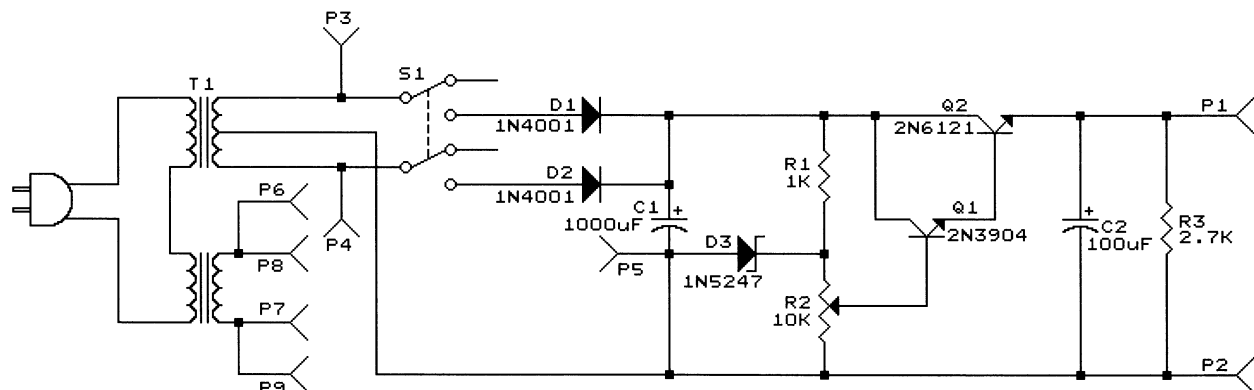 P3
T1
S1
D1
1N4001
Q2
2N6121
P1
R1
1K
D2
1N4001
P6
C1
+
1000uF
Q1
2N3904
+
C2
100uF
R3
2.7K
P4
P8
P5
D3
1N5247
R2
10K
P7
P2
P9